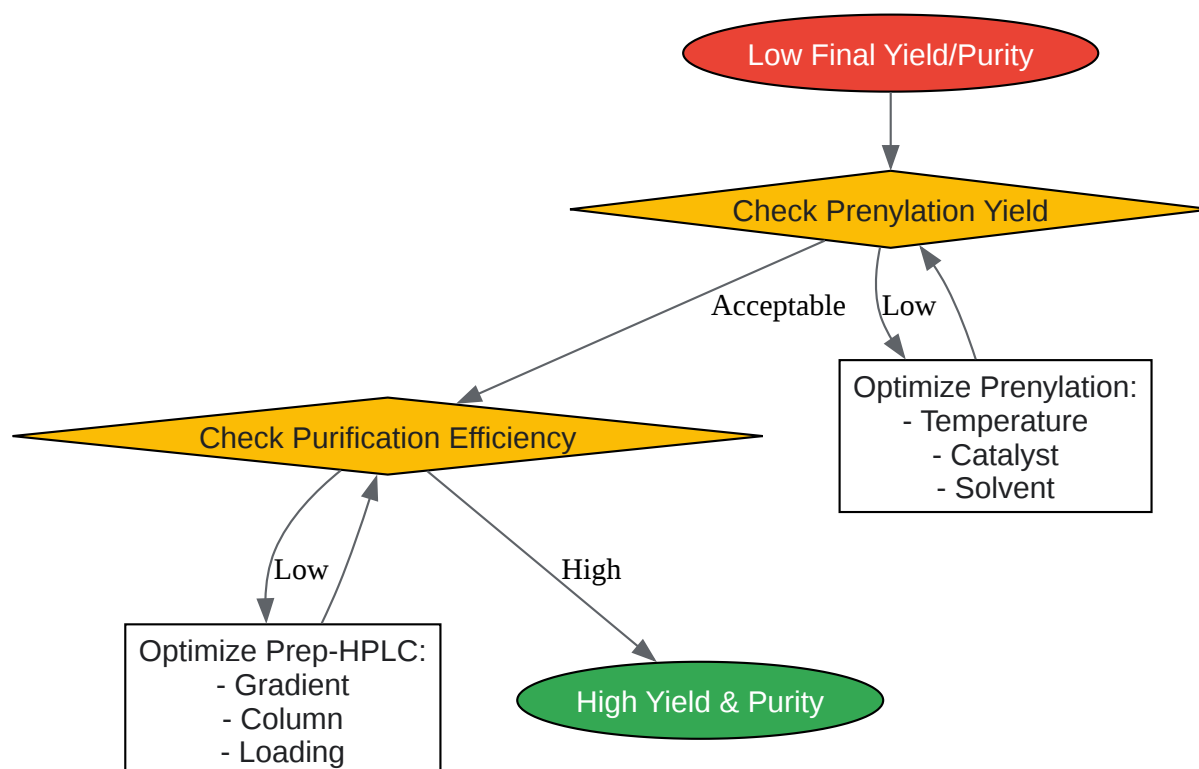 Low Final Yield/Purity
Check Prenylation Yield
Acceptable
Low
Optimize Prenylation:
- Temperature
- Catalyst
- Solvent
Check Purification Efficiency
Low
High
Optimize Prep-HPLC:
- Gradient
- Column
- Loading
High Yield & Purity